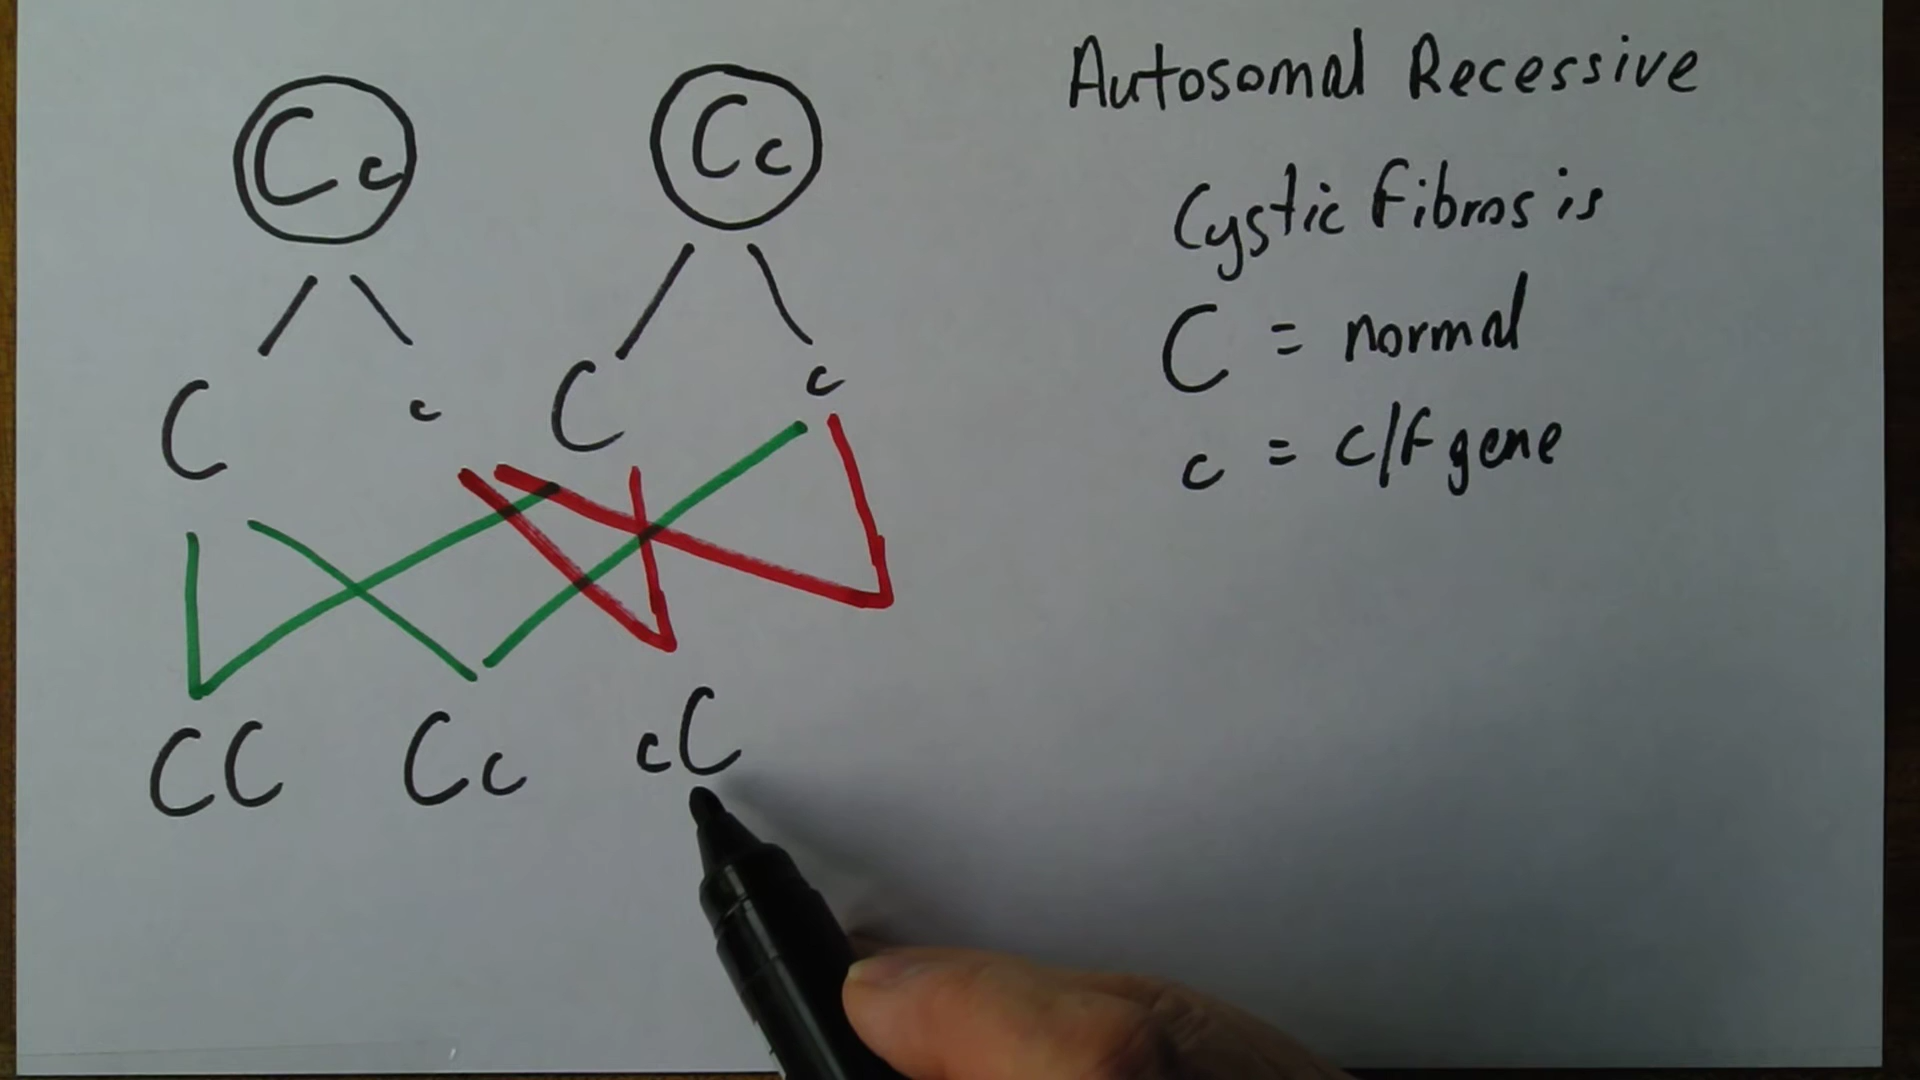 Cc Cc
C c C c
CC Cc cC
Autosomal Recessive
Cystic Fibrosis
C = normal
c = c/f gene